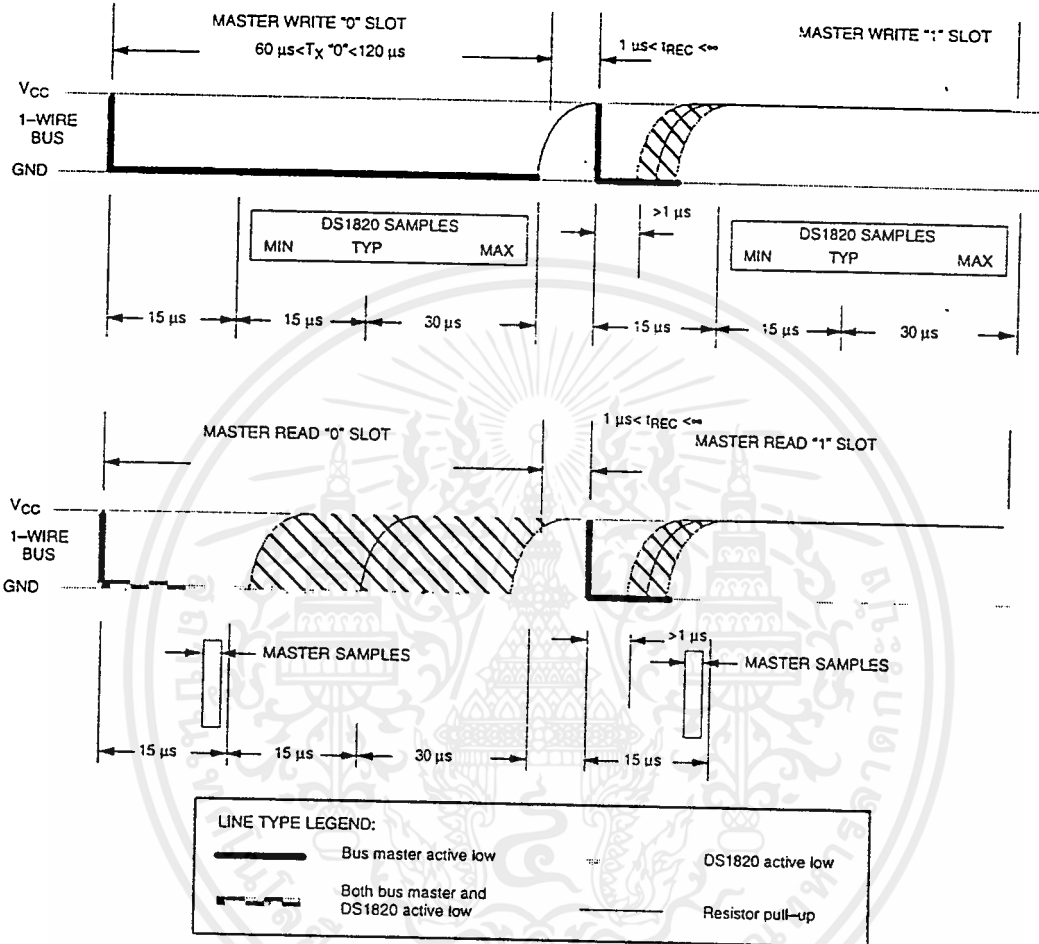 MASTER WRITE "0" SLOT
MASTER WRITE "1" SLOT
60 µs<TX "0"<120 µs
1 µs< tREC <∞
VCC
1–WIRE
BUS
GND
>1 µs
DS1820 SAMPLES
MIN TYP MAX
DS1820 SAMPLES
MIN TYP MAX
15 µs
15 µs
30 µs
15 µs
15 µs
30 µs
MASTER READ "0" SLOT
1 µs< tREC <∞
MASTER READ "1" SLOT
VCC
1–WIRE
BUS
GND
>1 µs
MASTER SAMPLES
MASTER SAMPLES
15 µs
15 µs
30 µs
15 µs
LINE TYPE LEGEND:
Bus master active low
DS1820 active low
Both bus master and
DS1820 active low
Resistor pull–up